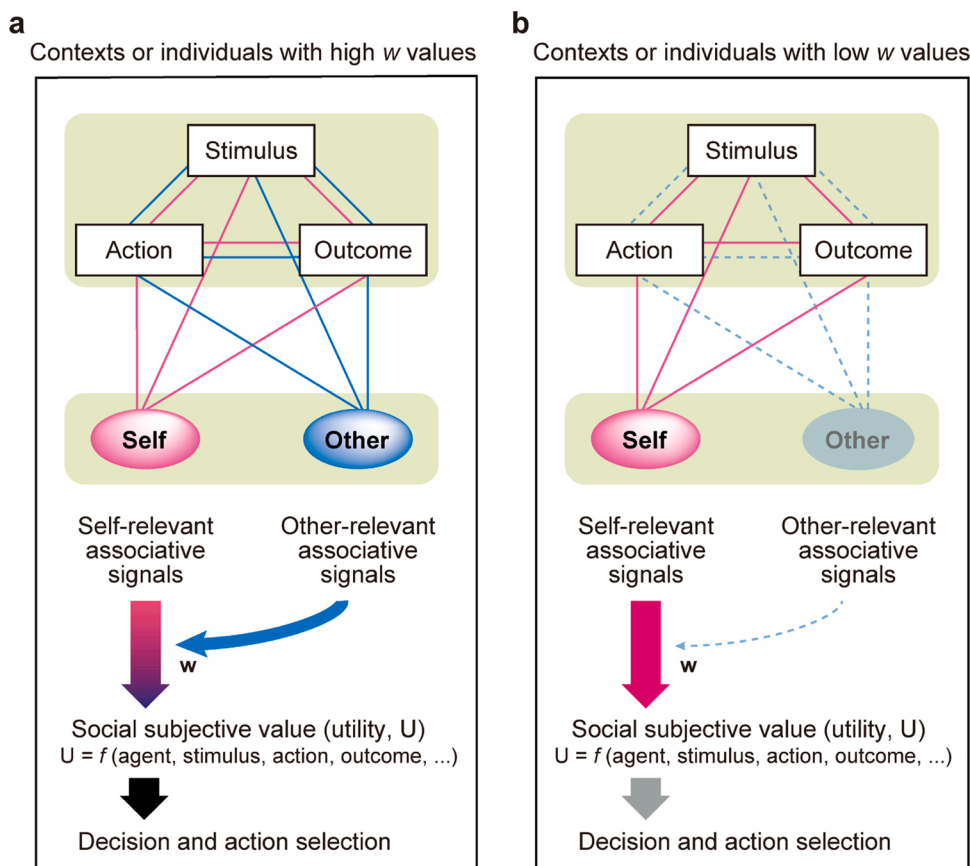 a
Contexts or individuals with high w values
Stimulus
Action
Outcome
Self
Other
Self-relevant
associative
signals
Other-relevant
associative
signals
w
Social subjective value (utility, U)
U = f (agent, stimulus, action, outcome, ...)
Decision and action selection
b
Contexts or individuals with low w values
Stimulus
Action
Outcome
Self
Other
Self-relevant
associative
signals
Other-relevant
associative
signals
w
Social subjective value (utility, U)
U = f (agent, stimulus, action, outcome, ...)
Decision and action selection